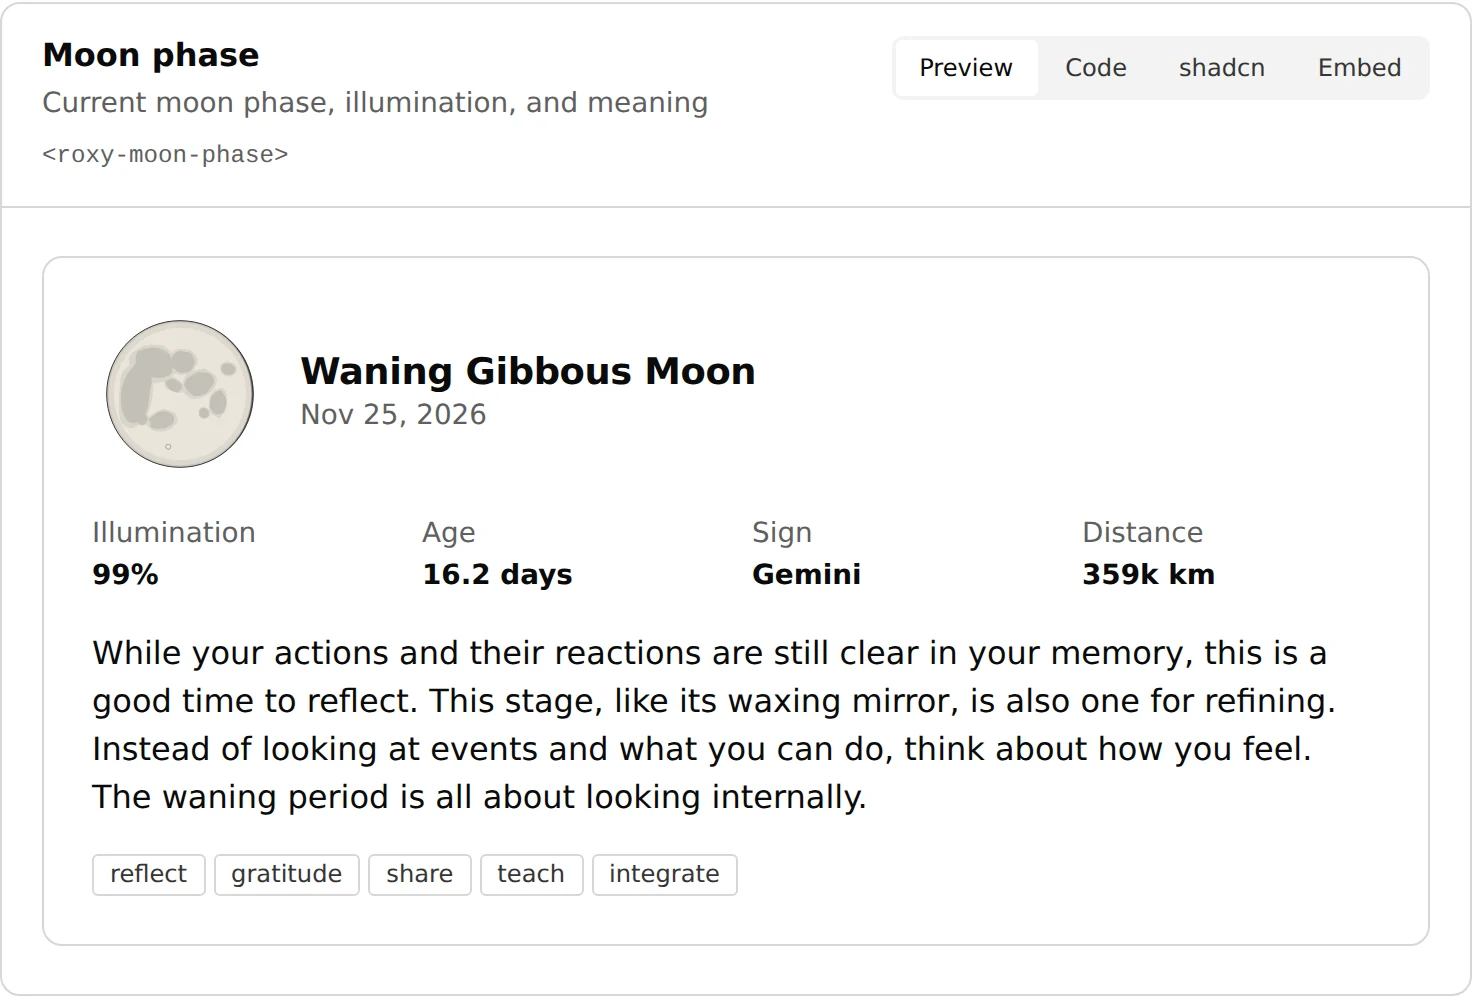 Moon phase
Current moon phase, illumination, and meaning
<roxy-moon-phase>
Preview Code shadcn Embed
Waning Gibbous Moon
Nov 25, 2026
Illumination Age Sign Distance
99% 16.2 days Gemini 359k km
While your actions and their reactions are still clear in your memory, this is a
good time to reflect. This stage, like its waxing mirror, is also one for refining.
Instead of looking at events and what you can do, think about how you feel.
The waning period is all about looking internally.
reflect gratitude share teach integrate